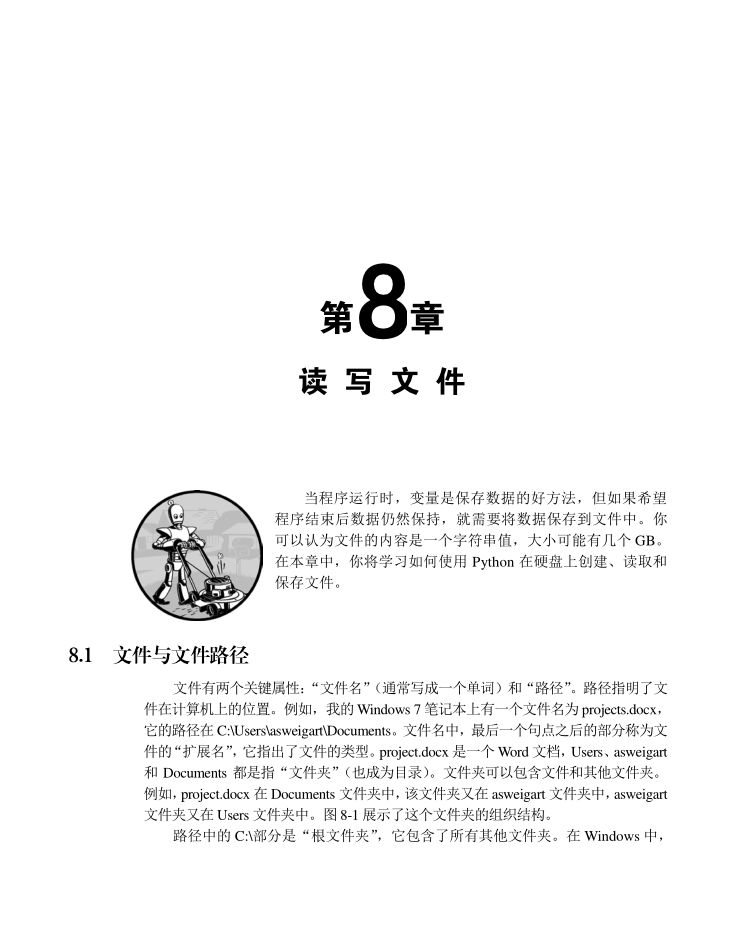 第8章
读写文件
当程序运行时，变量是保存数据的好方法，但如果希望
程序结束后数据仍然保持，就需要将数据保存到文件中。你
可以认为文件的内容是一个字符串值，大小可能有几个 GB。
在本章中，你将学习如何使用 Python 在硬盘上创建、读取和
保存文件。
8.1 文件与文件路径
文件有两个关键属性：“文件名”（通常写成一个单词）和“路径”。路径指明了文
件在计算机上的位置。例如，我的 Windows 7 笔记本上有一个文件名为 projects.docx，
它的路径在 C:\Users\asweigart\Documents。文件名中，最后一个句点之后的部分称为文
件的“扩展名”，它指出了文件的类型。project.docx 是一个 Word 文档，Users、asweigart
和 Documents 都是指“文件夹”（也成为目录）。文件夹可以包含文件和其他文件夹。
例如，project.docx 在 Documents 文件夹中，该文件夹又在 asweigart 文件夹中，asweigart
文件夹又在 Users 文件夹中。图 8-1 展示了这个文件夹的组织结构。
路径中的 C:\部分是“根文件夹”，它包含了所有其他文件夹。在 Windows 中，